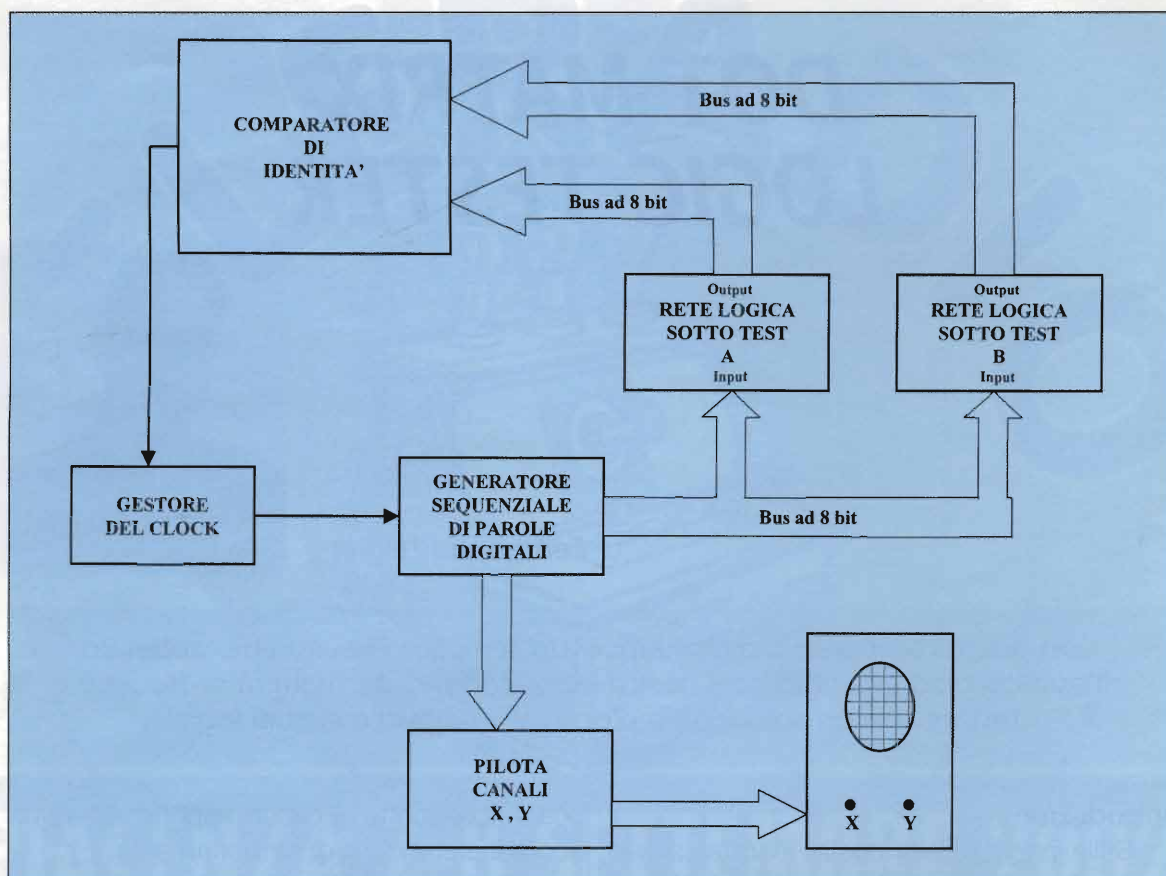 COMPARATORE
DI
IDENTITA'
Bus ad 8 bit
Bus ad 8 bit
Output
RETE LOGICA
SOTTO TEST
A
Input
Output
RETE LOGICA
SOTTO TEST
B
Input
GESTORE
DEL CLOCK
GENERATORE
SEQUENZIALE
DI PAROLE
DIGITALI
Bus ad 8 bit
PILOTA
CANALI
X , Y
X Y